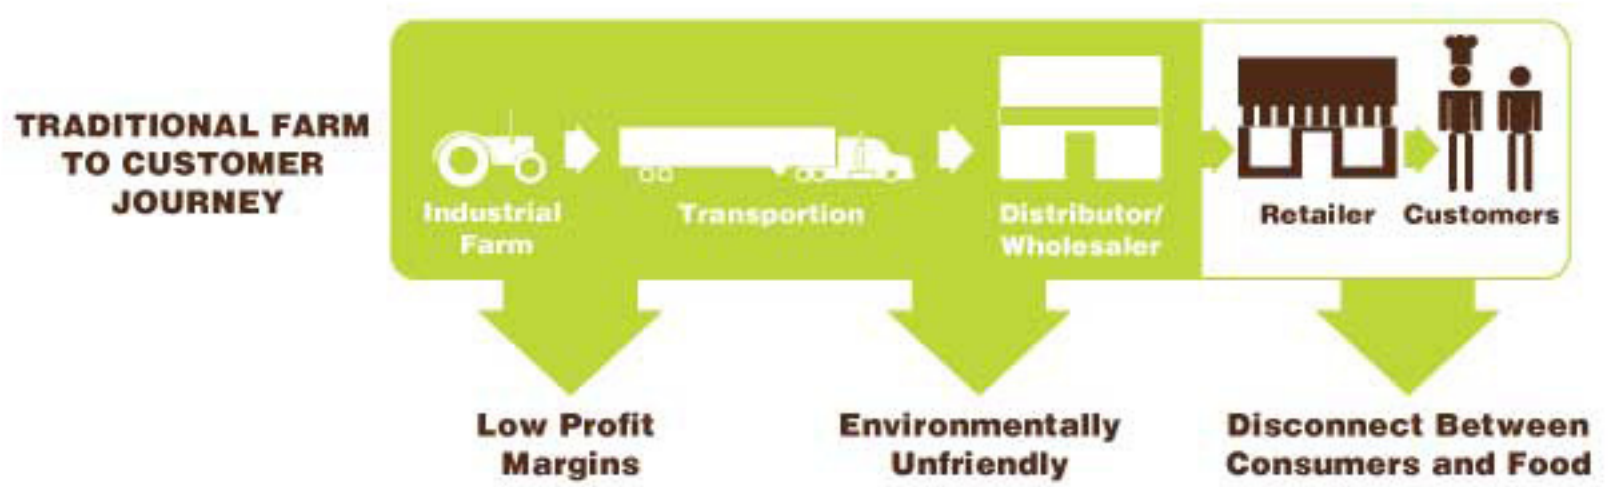 TRADITIONAL FARM
TO CUSTOMER
JOURNEY
Industrial
Farm
Transportion
Distributor/
Wholesaler
Retailer
Customers
Low Profit
Margins
Environmentally
Unfriendly
Disconnect Between
Consumers and Food